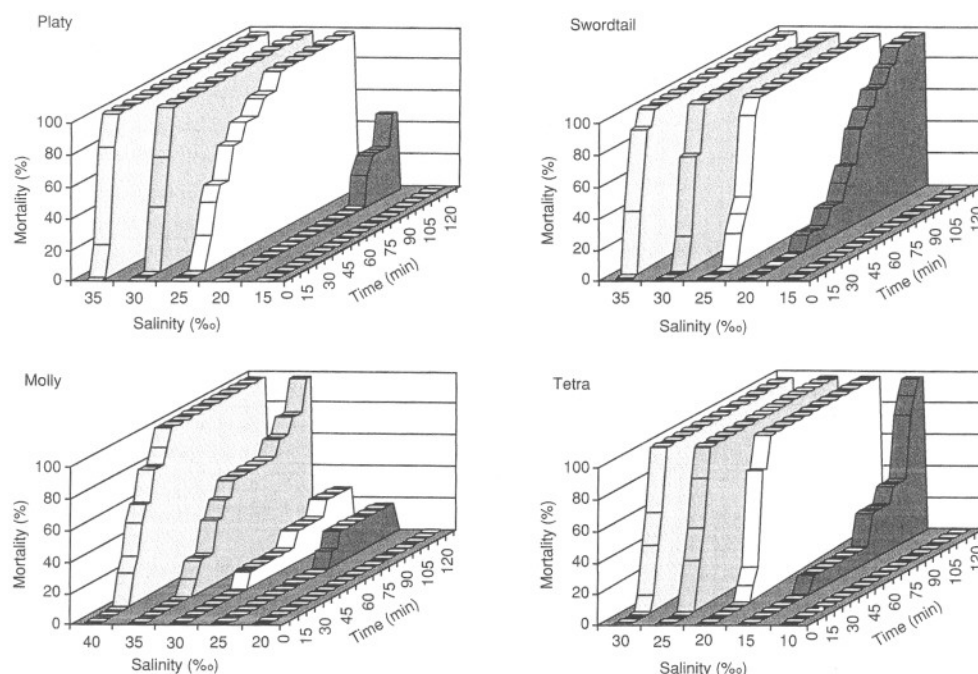 Platy
Mortality (%)
100
80
60
40
20
0
35 30 25 20 15
Salinity (‰)
0 15 30 45 60 75 90 105 120
Time (min)
Swordtail
Mortality (%)
100
80
60
40
20
0
35 30 25 20 15
Salinity (‰)
0 15 30 45 60 75 90 105 120
Time (min)
Molly
Mortality (%)
100
80
60
40
20
0
40 35 30 25 20
Salinity (‰)
0 15 30 45 60 75 90 105 120
Time (min)
Tetra
Mortality (%)
100
80
60
40
20
0
30 25 20 15 10
Salinity (‰)
0 15 30 45 60 75 90 105 120
Time (min)